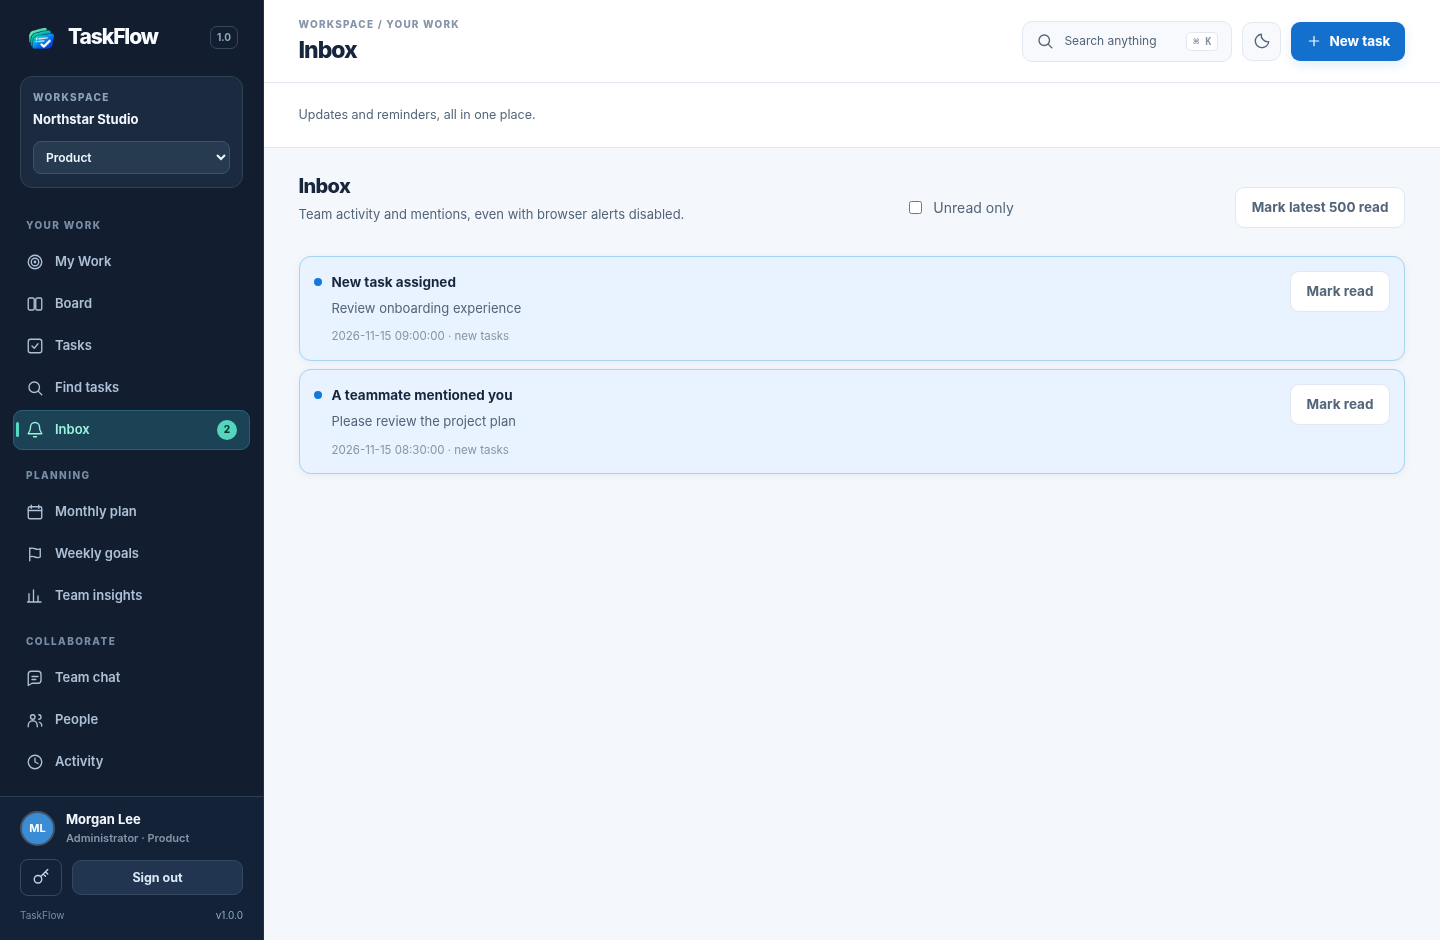 TaskFlow
1.0
WORKSPACE
Northstar Studio
Product
YOUR WORK
My Work
Board
Tasks
Find tasks
Inbox
2
PLANNING
Monthly plan
Weekly goals
Team insights
COLLABORATE
Team chat
People
Activity
ML
Morgan Lee
Administrator · Product
Sign out
TaskFlow
v1.0.0
WORKSPACE / YOUR WORK
Inbox
Search anything
⌘ K
New task
Updates and reminders, all in one place.
Inbox
Team activity and mentions, even with browser alerts disabled.
Unread only
Mark latest 500 read
New task assigned
Review onboarding experience
2026-11-15 09:00:00 · new tasks
Mark read
A teammate mentioned you
Please review the project plan
2026-11-15 08:30:00 · new tasks
Mark read